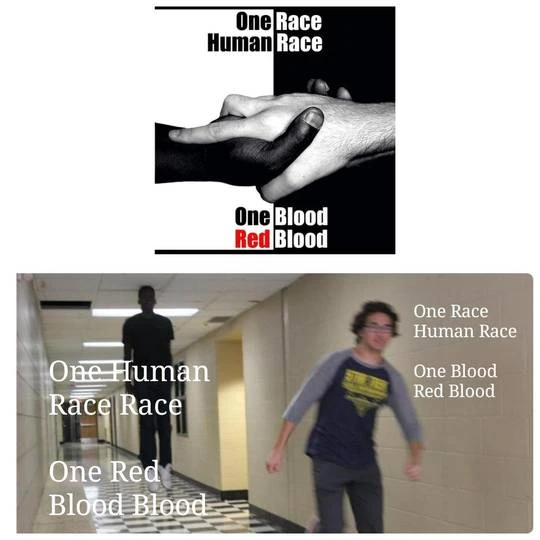 One Race
Human Race
One Blood
Red Blood
One Human
Race Race
One Red
Blood Blood
One Race
Human Race
One Blood
Red Blood